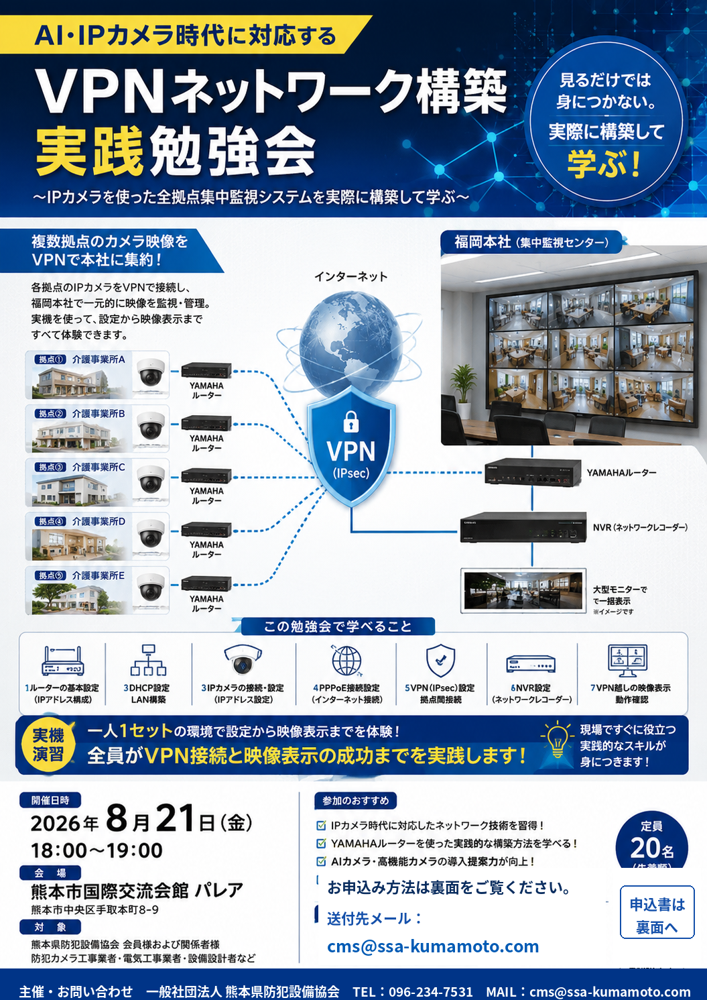 AI・IPカメラ時代に対応する
VPNネットワーク構築
実践勉強会
～IPカメラを使った全拠点集中監視システムを実際に構築して学ぶ～
見るだけでは
身につかない。
実際に構築して
学ぶ！
複数拠点のカメラ映像を
VPNで本社に集約！
各拠点のIPカメラをVPNで接続し、
福岡本社で一元的に映像を監視・管理。
実機を使って、設定から映像表示まで
すべて体験できます。
拠点① 介護事業所A
YAMAHA
ルーター
拠点② 介護事業所B
YAMAHA
ルーター
拠点③ 介護事業所C
YAMAHA
ルーター
拠点④ 介護事業所D
YAMAHA
ルーター
拠点⑤ 介護事業所E
YAMAHA
ルーター
インターネット
VPN
(IPsec)
福岡本社（集中監視センター）
YAMAHAルーター
NVR（ネットワークレコーダー）
大型モニターで
で一括表示
※イメージです
この勉強会で学べること
1ルーターの基本設定
（IPアドレス構成）
3DHCP設定
LAN構築
3IPカメラの接続・設定
（IPアドレス設定）
4PPPoE接続設定
（インターネット接続）
5VPN（IPsec）設定
拠点間接続
6NVR設定
（ネットワークレコーダー）
7VPN越しの映像表示
動作確認
実機
演習
一人1セットの環境で設定から映像表示までを体験！
全員がVPN接続と映像表示の成功までを実践します！
現場ですぐに役立つ
実践的なスキルが
身につきます！
開催日時
2026年 8月21日（金）
18：00～19：00
会 場
熊本市国際交流会館 パレア
熊本市中央区手取本町8-9
対 象
熊本県防犯設備協会 会員様および関係者様
防犯カメラ工事業者・電気工事業者・設備設計者など
参加のおすすめ
IPカメラ時代に対応したネットワーク技術を習得！
YAMAHAルーターを使った実践的な構築方法を学べる！
AIカメラ・高機能カメラの導入提案力が向上！
定員
20名
お申込み方法は裏面をご覧ください。
送付先メール：
cms@ssa-kumamoto.com
申込書は
裏面へ
主催・お問い合わせ 一般社団法人 熊本県防犯設備協会 TEL：096-234-7531 MAIL：cms@ssa-kumamoto.com